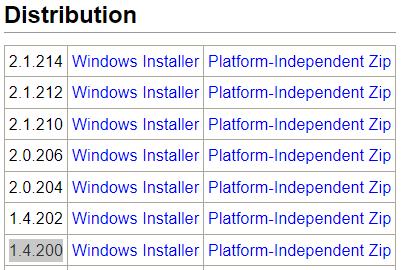 Distribution
2.1.214 Windows Installer Platform-Independent Zip
2.1.212 Windows Installer Platform-Independent Zip
2.1.210 Windows Installer Platform-Independent Zip
2.0.206 Windows Installer Platform-Independent Zip
2.0.204 Windows Installer Platform-Independent Zip
1.4.202 Windows Installer Platform-Independent Zip
1.4.200 Windows Installer Platform-Independent Zip